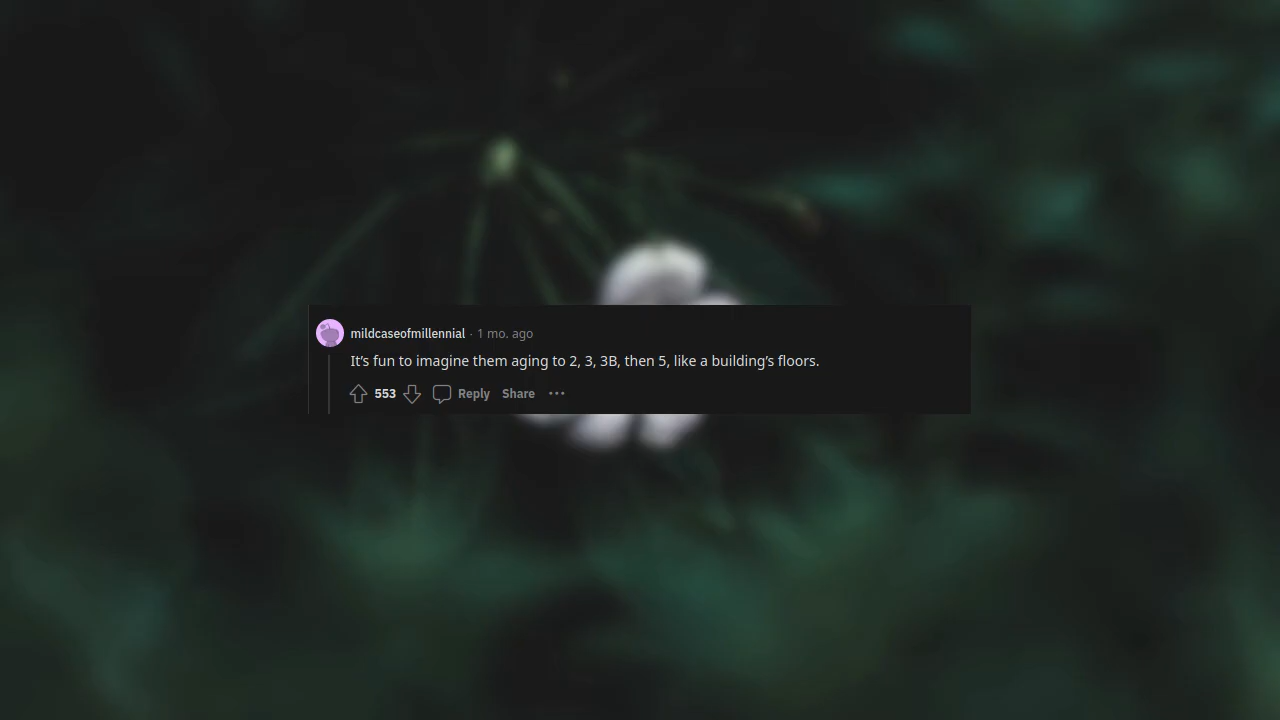 mildcaseofmillennial · 1 mo. ago
It’s fun to imagine them aging to 2, 3, 3B, then 5, like a building’s floors.
553 Reply Share ···